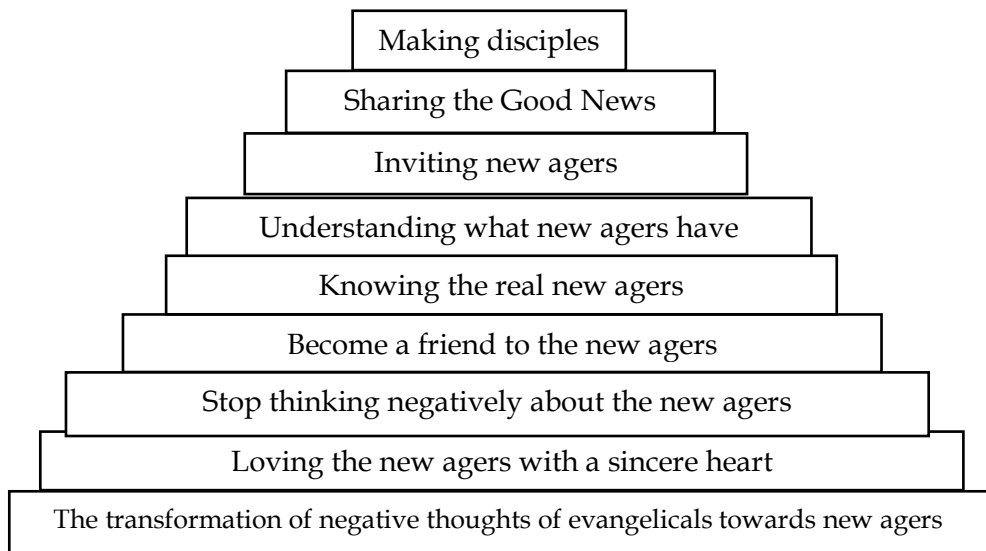 Making disciples
Sharing the Good News
Inviting new agers
Understanding what new agers have
Knowing the real new agers
Become a friend to the new agers
Stop thinking negatively about the new agers
Loving the new agers with a sincere heart
The transformation of negative thoughts of evangelicals towards new agers